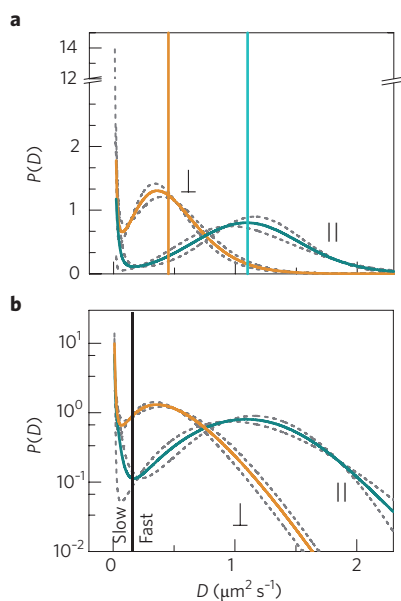 a
14
12
2
1
0
P(D)
⊥
||
b
10¹
10⁰
10⁻¹
10⁻²
P(D)
Slow
Fast
⊥
||
0
1
2
D (μm² s⁻¹)